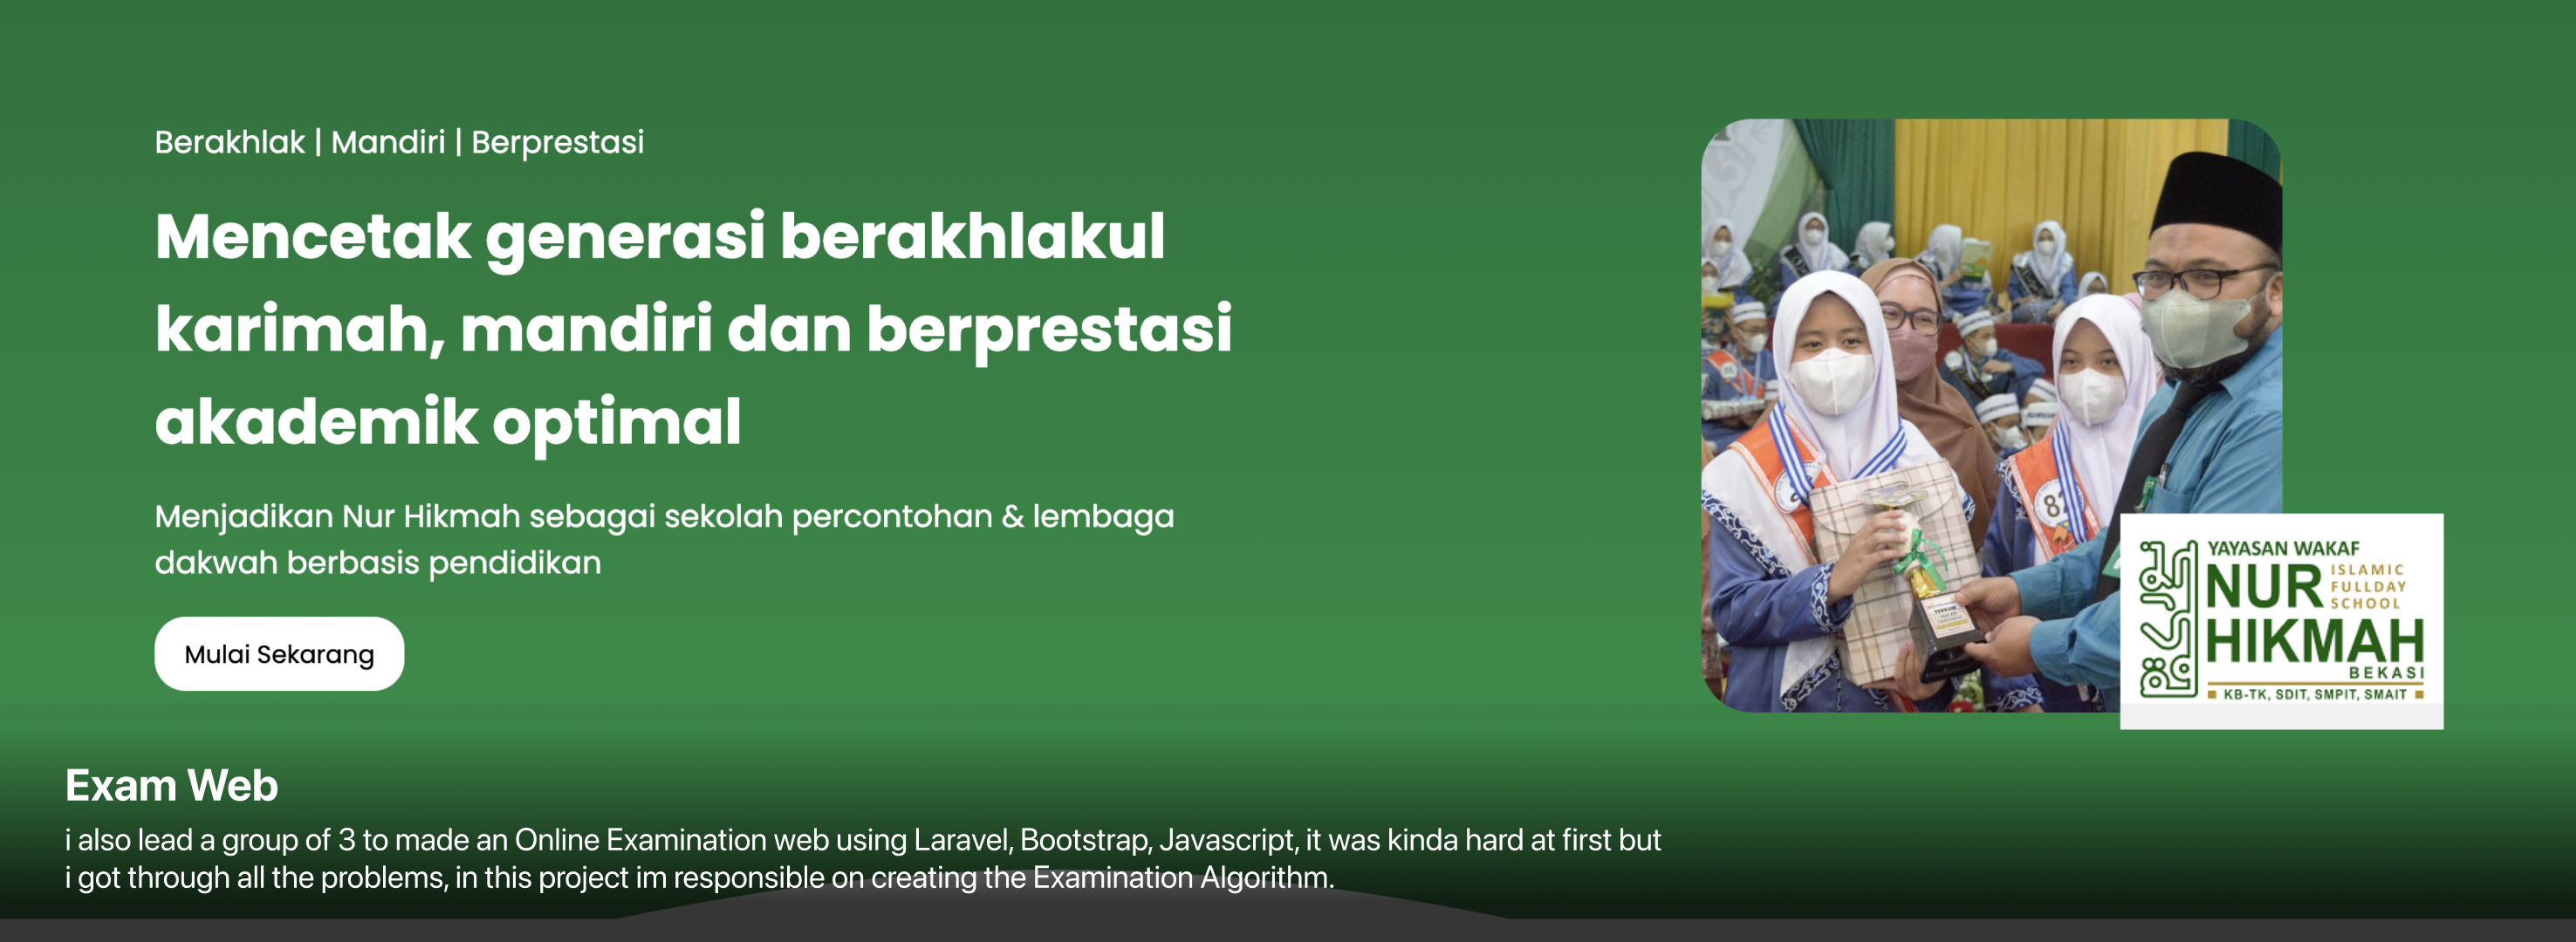 Berakhlak | Mandiri | Berprestasi
Mencetak generasi berakhlakul
karimah, mandiri dan berprestasi
akademik optimal
Menjadikan Nur Hikmah sebagai sekolah percontohan & lembaga
dakwah berbasis pendidikan
Mulai Sekarang
YAYASAN WAKAF
NUR
ISLAMIC
FULLDAY
SCHOOL
HIKMAH
BEKASI
KB-TK, SDIT, SMPIT, SMAIT
Exam Web
i also lead a group of 3 to made an Online Examination web using Laravel, Bootstrap, Javascript, it was kinda hard at first but
i got through all the problems, in this project im responsible on creating the Examination Algorithm.